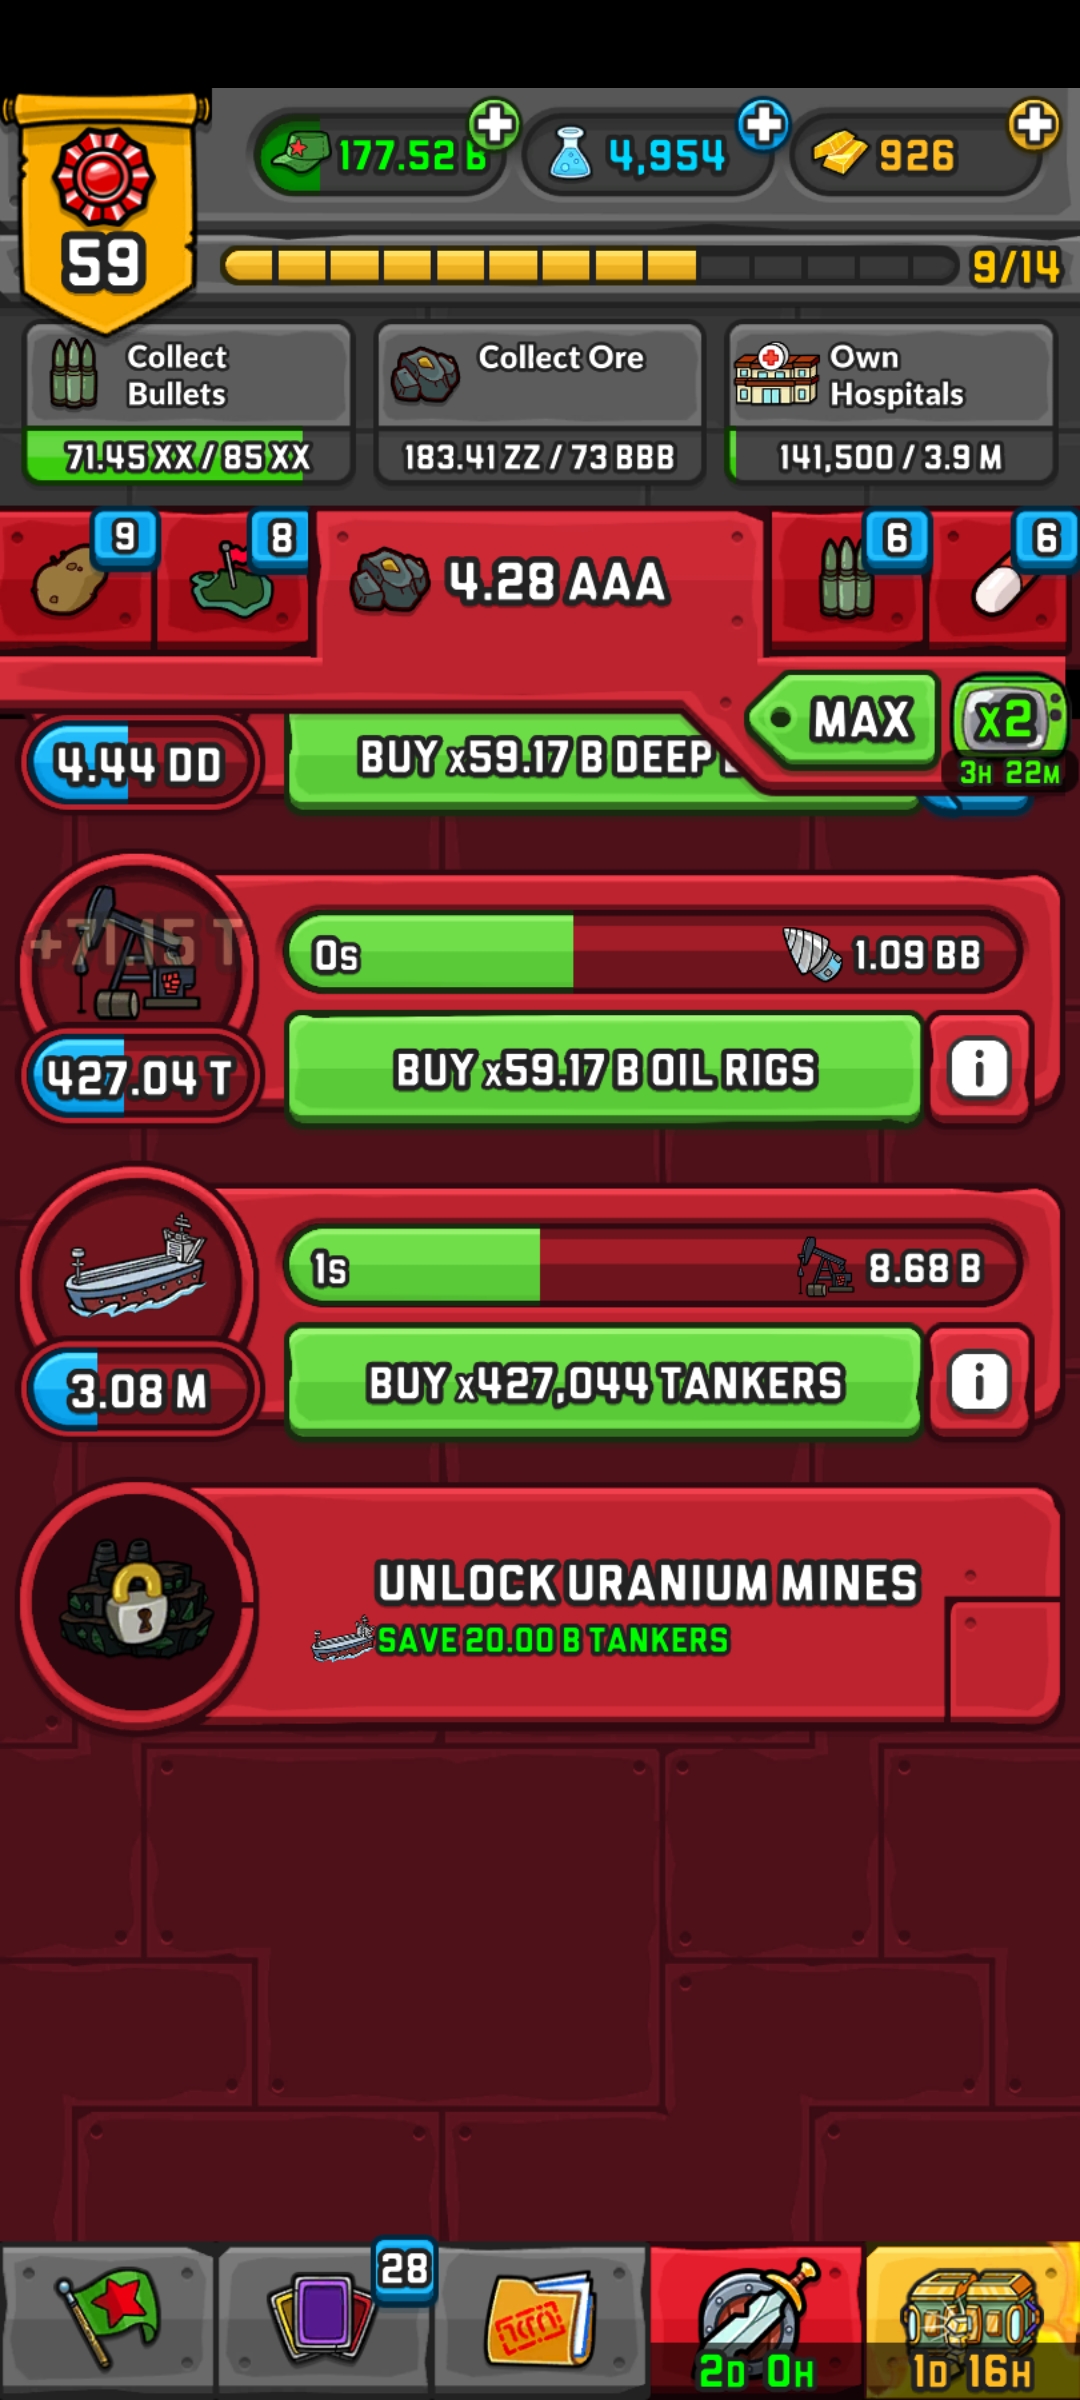 177.52 B
4,954
926
59
9/14
Collect
Bullets
71.45 XX / 85 XX
Collect Ore
183.41 ZZ / 73 BBB
Own
Hospitals
141,500 / 3.9 M
9
8
4.28 AAA
6
6
MAX
x2
3H 22M
4.44 DD
BUY x59.17 B DEEP
+71.15 T
0s
1.09 BB
427.04 T
BUY x59.17 B OIL RIGS
i
1s
8.68 B
3.08 M
BUY x427,044 TANKERS
i
UNLOCK URANIUM MINES
SAVE 20.00 B TANKERS
28
2D 0H
1D 16H